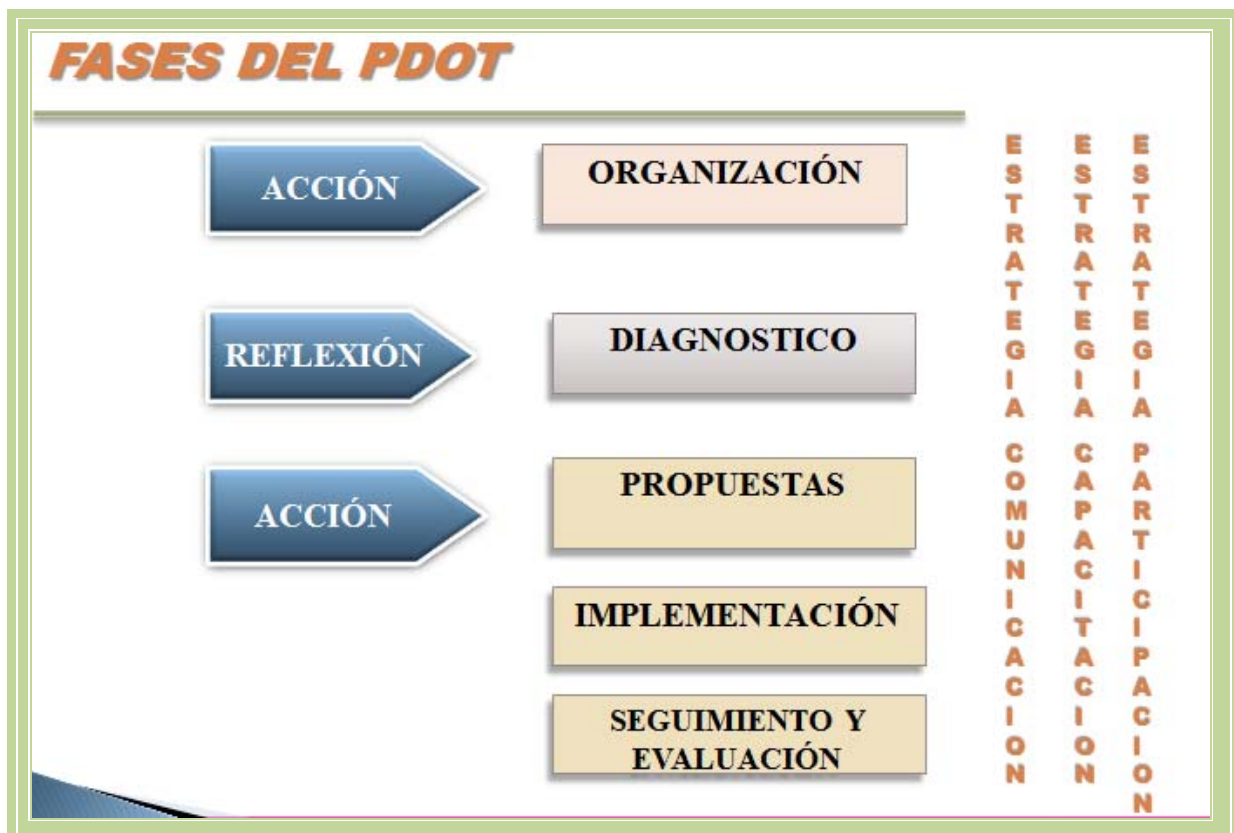 FASES DEL PDOT
ACCIÓN
ORGANIZACIÓN
REFLEXIÓN
DIAGNOSTICO
ACCIÓN
PROPUESTAS
IMPLEMENTACIÓN
SEGUIMIENTO Y
EVALUACIÓN
ESTRATEGIA COMUNICACION
ESTRATEGIA CAPACITACION
ESTRATEGIA PARTICIPACION